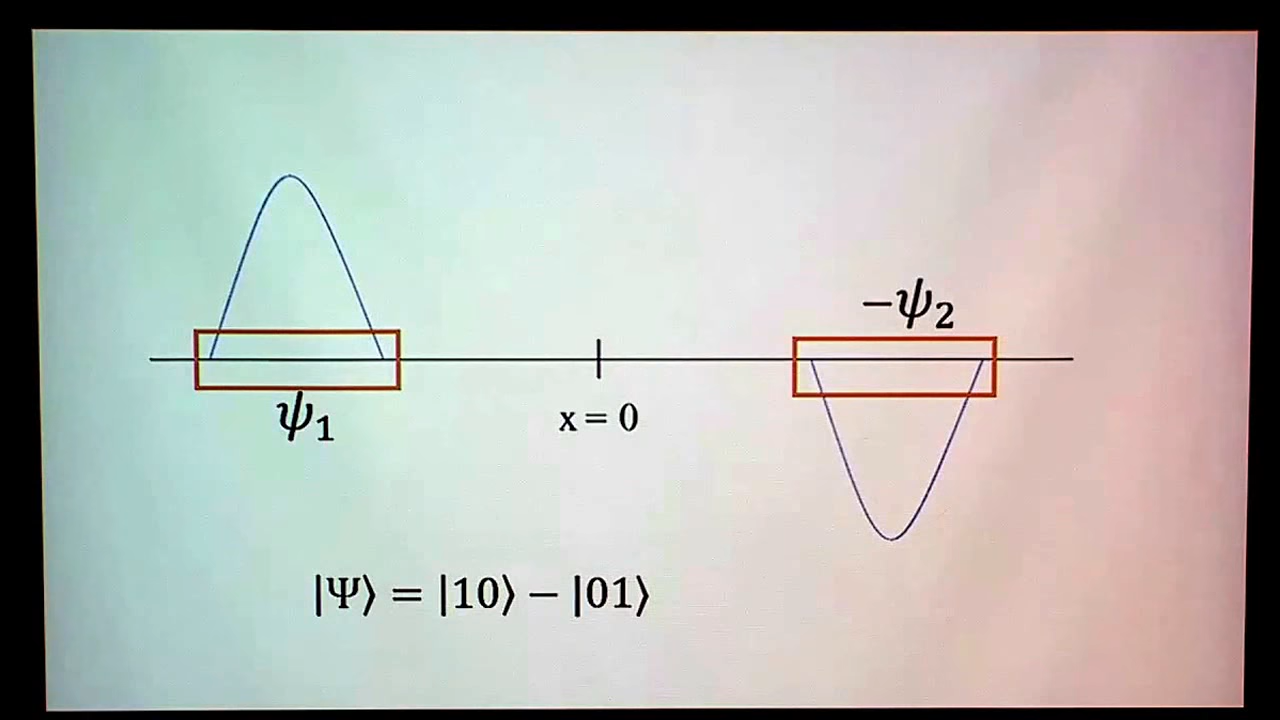 −ψ₂
ψ₁
x = 0
|Ψ⟩ = |10⟩ − |01⟩